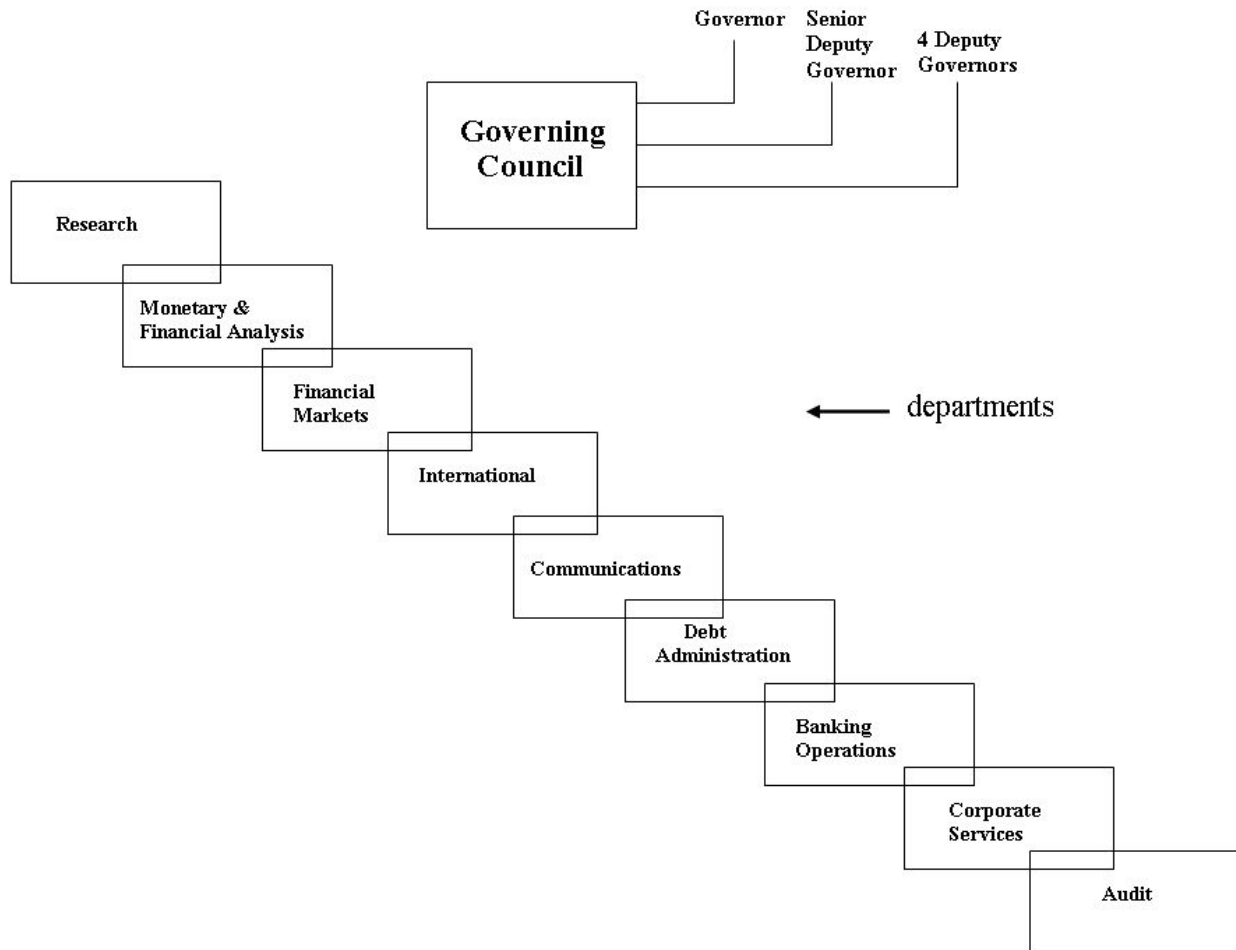 Governor
Senior
Deputy
Governor
4 Deputy
Governors
Governing
Council
Research
Monetary &
Financial Analysis
Financial
Markets
departments
International
Communications
Debt
Administration
Banking
Operations
Corporate
Services
Audit